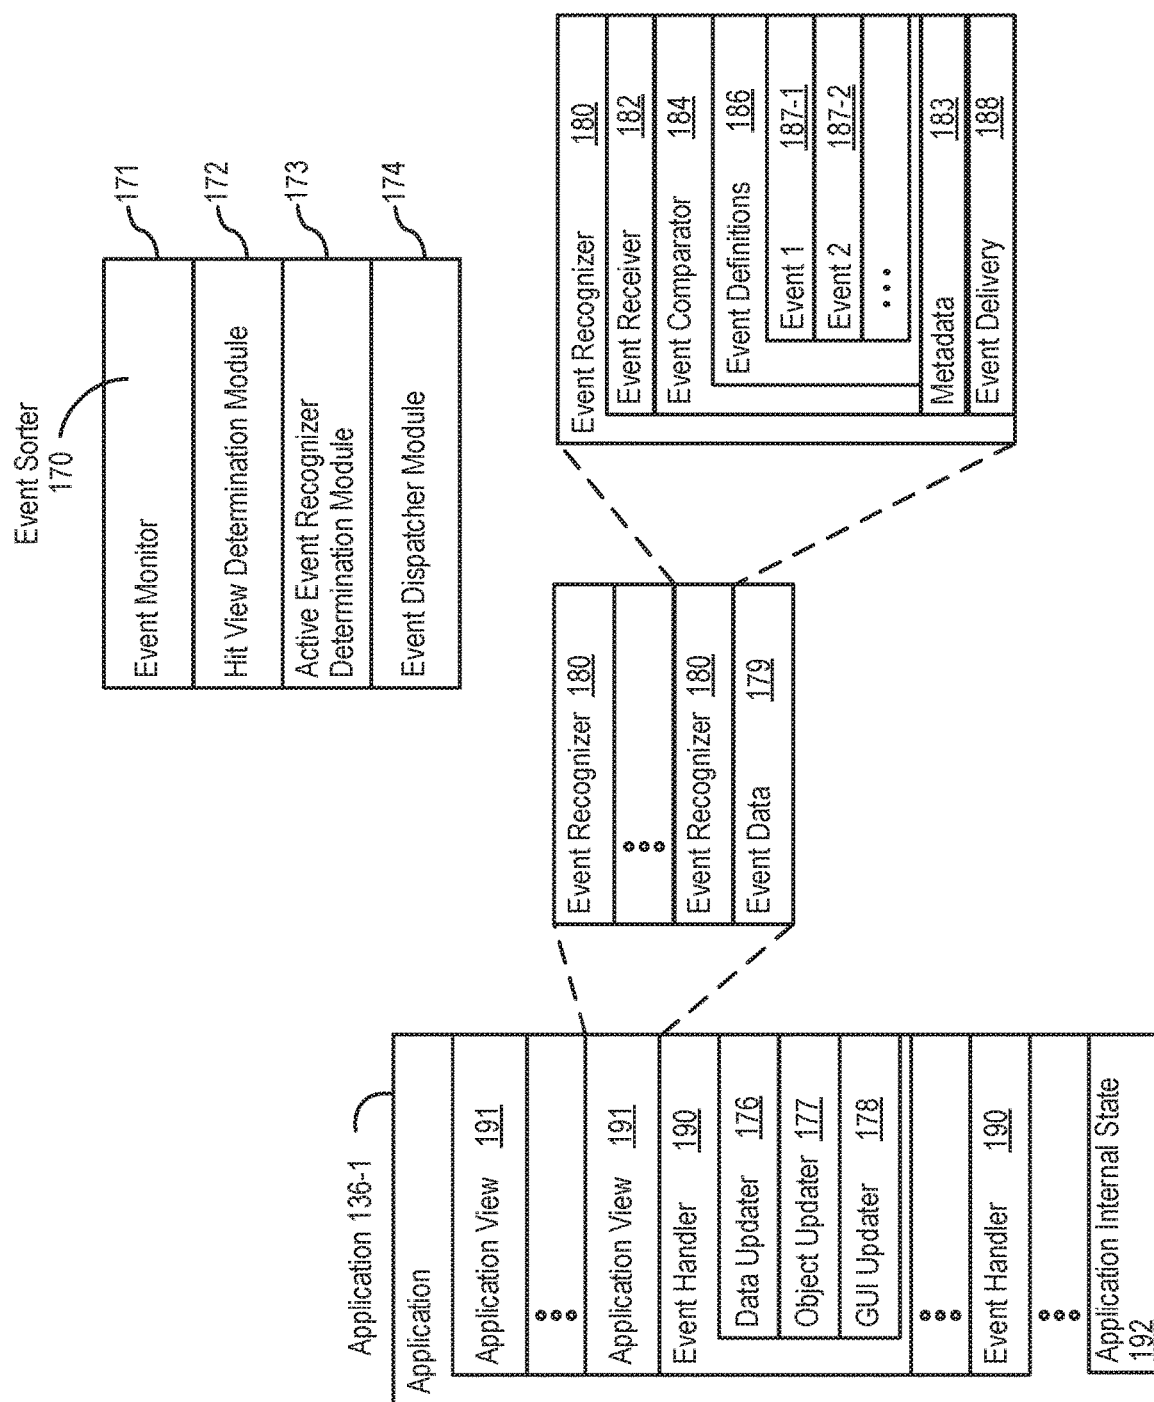 Event Sorter
170
Event Monitor
171
Hit View Determination Module
172
Active Event Recognizer
Determination Module
173
Event Dispatcher Module
174
Application 136-1
Application
Application View 191
Application View 191
Event Handler 190
Data Updater 176
Object Updater 177
GUI Updater 178
Event Handler 190
Application Internal State
192
Event Recognizer 180
Event Recognizer 180
Event Data 179
Event Recognizer 180
Event Receiver 182
Event Comparator 184
Event Definitions 186
Event 1 187-1
Event 2 187-2
Metadata 183
Event Delivery 188